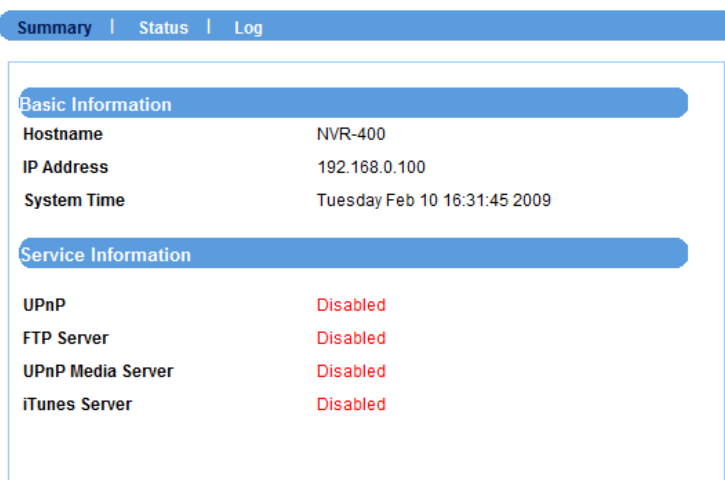 Summary | Status | Log
Basic Information
Hostname NVR-400
IP Address 192.168.0.100
System Time Tuesday Feb 10 16:31:45 2009
Service Information
UPnP Disabled
FTP Server Disabled
UPnP Media Server Disabled
iTunes Server Disabled